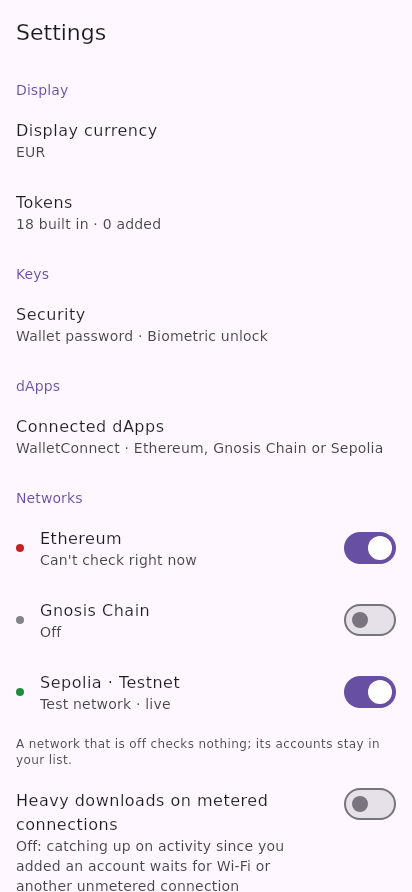 Settings
Display
Display currency
EUR
Tokens
18 built in · 0 added
Keys
Security
Wallet password · Biometric unlock
dApps
Connected dApps
WalletConnect · Ethereum, Gnosis Chain or Sepolia
Networks
Ethereum
Can't check right now
Gnosis Chain
Off
Sepolia · Testnet
Test network · live
A network that is off checks nothing; its accounts stay in
your list.
Heavy downloads on metered
connections
Off: catching up on activity since you
added an account waits for Wi-Fi or
another unmetered connection